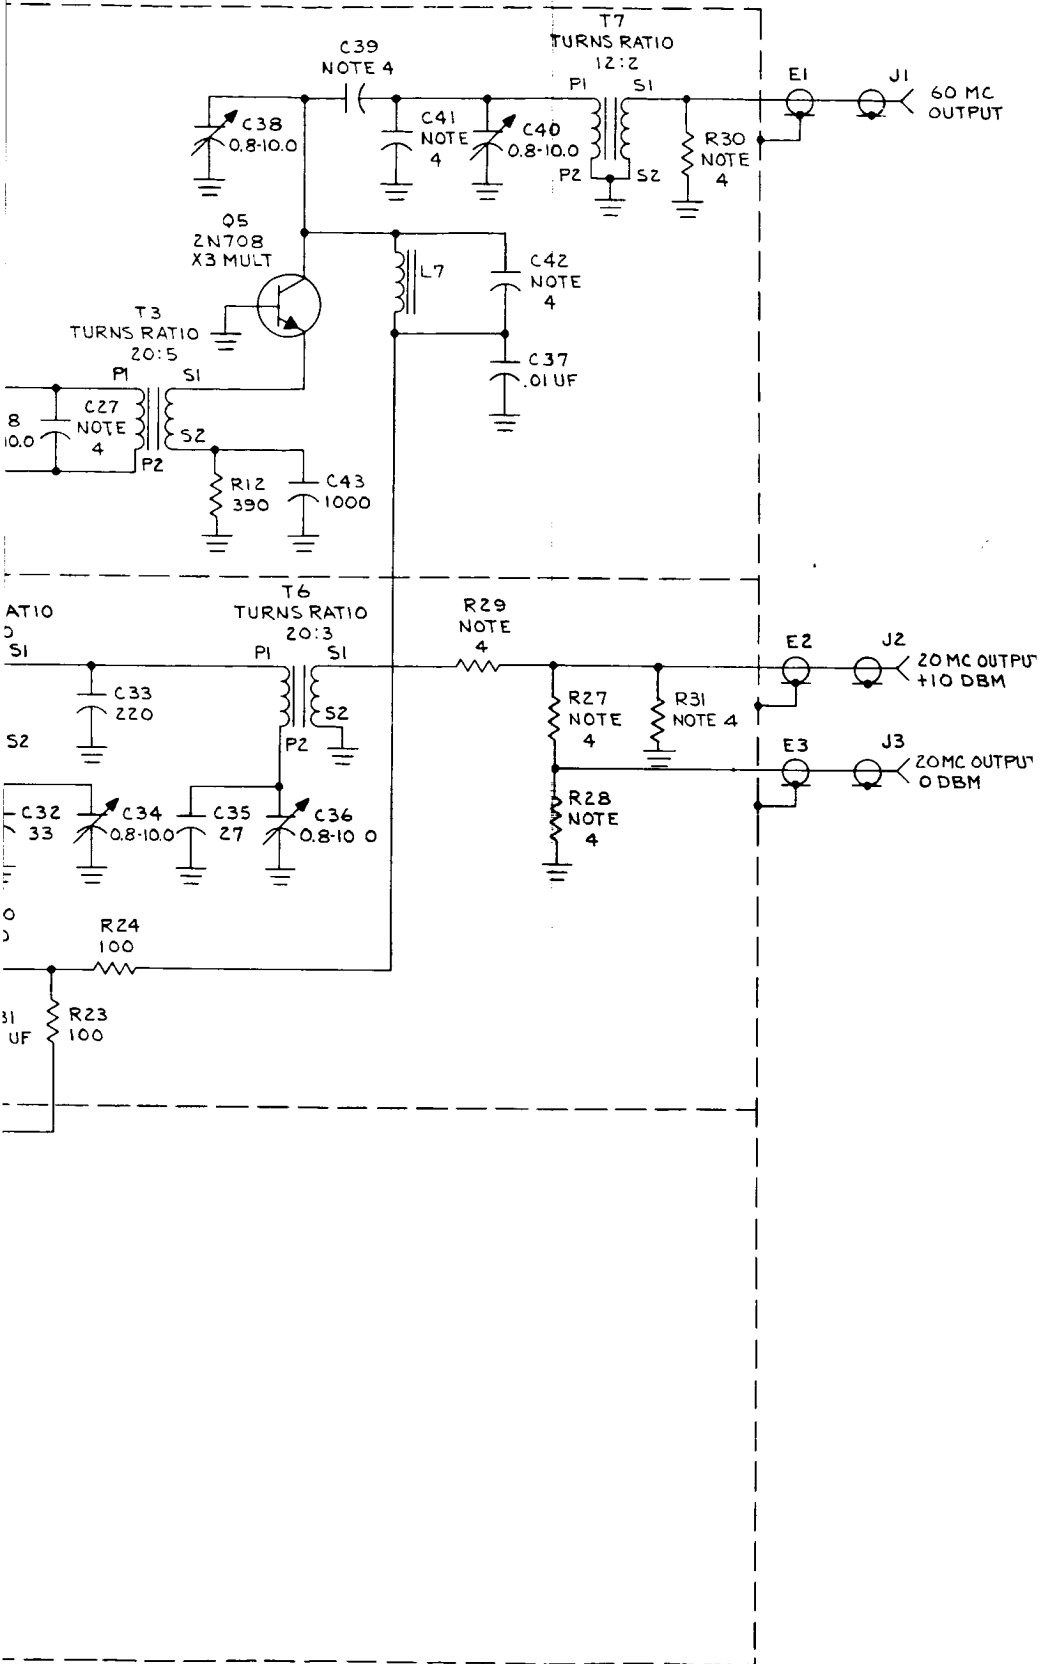 T7
TURNS RATIO
12:2
C39
NOTE 4
P1
S1
E1
J1
60 MC
OUTPUT
C38
0.8-10.0
C41
NOTE
4
C40
0.8-10.0
R30
NOTE
4
P2
S2
Q5
2N708
X3 MULT
L7
C42
NOTE
4
T3
TURNS RATIO
20:5
C37
.01 UF
P1
S1
8
10.0
C27
NOTE
4
S2
P2
R12
390
C43
1000
ATIO
S1
T6
TURNS RATIO
20:3
P1
S1
R29
NOTE
4
E2
J2
20 MC OUTPUT
+10 DBM
C33
220
S2
P2
R27
NOTE
4
R31
NOTE 4
S2
E3
J3
20MC OUTPUT
0 DBM
C32
33
C34
0.8-10.0
C35
27
C36
0.8-10 0
R28
NOTE
4
0
R24
100
31
UF
R23
100